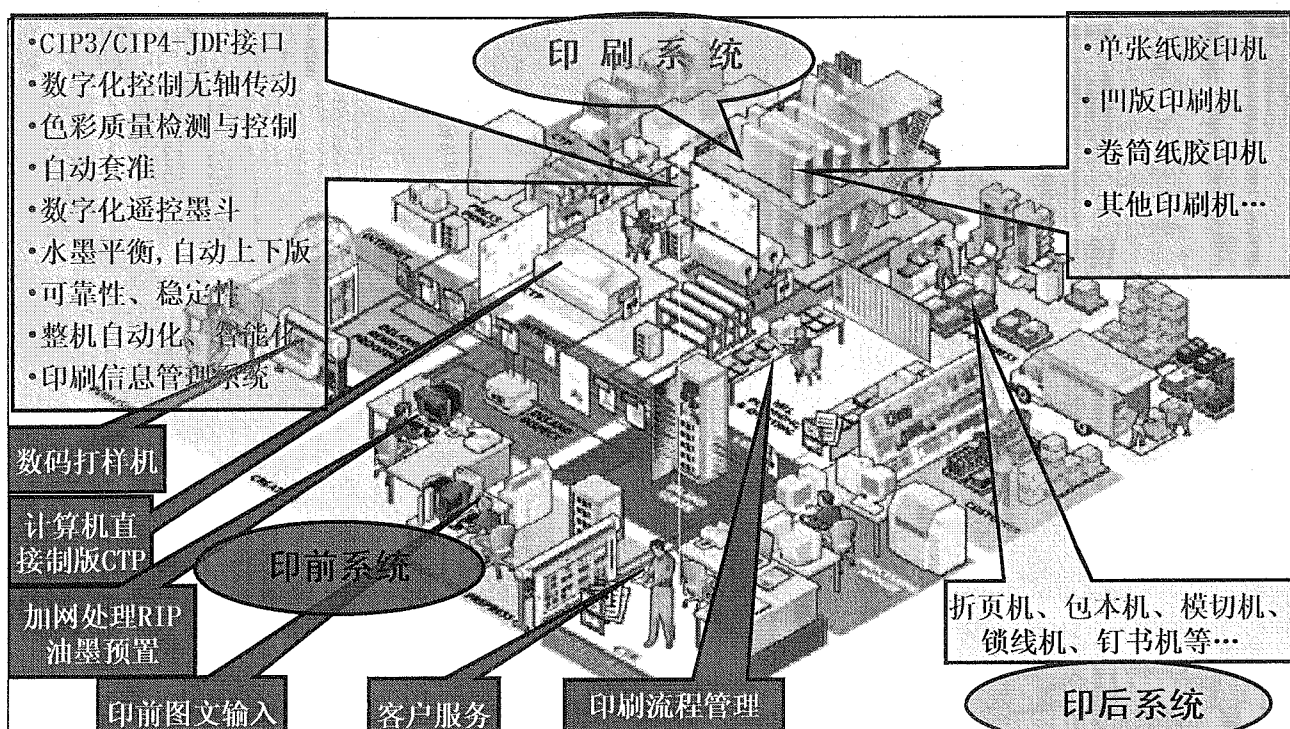 ·CIP3/CIP4-JDF接口
·数字化控制无轴传动
·色彩质量检测与控制
·自动套准
·数字化遥控墨斗
·水墨平衡, 自动上下版
·可靠性、稳定性
·整机自动化、智能化
·印刷信息管理系统
印 刷 系 统
·单张纸胶印机
·凹版印刷机
·卷筒纸胶印机
·其他印刷机…
数码打样机
计算机直
接制版CTP
加网处理RIP
油墨预置
印前图文输入
印前系统
客户服务
印刷流程管理
折页机、包本机、模切机、
锁线机、钉书机等…
印后系统
CTP
INTERNET
CTP